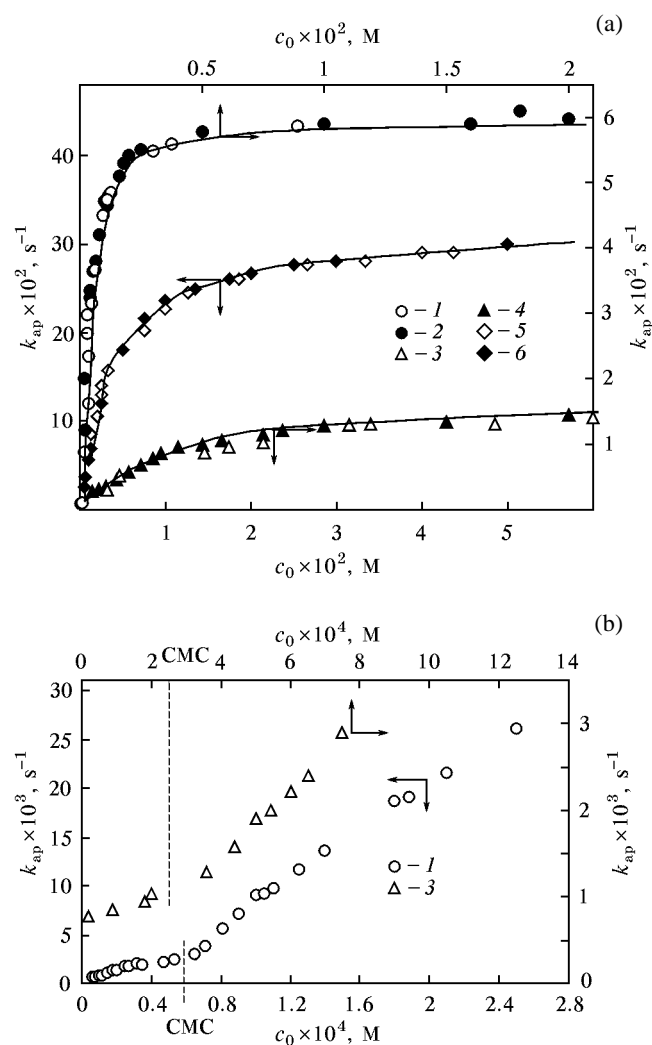 (a)
c₀ × 10², M
0.5 1 1.5 2
k_ap × 10², s⁻¹
40
30
20
10
k_ap × 10², s⁻¹
6
5
4
3
2
1
○ – 1
● – 2
△ – 3
▲ – 4
◇ – 5
◆ – 6
1 2 3 4 5
c₀ × 10², M
(b)
c₀ × 10⁴, M
0 2 CMC 4 6 8 10 12 14
k_ap × 10³, s⁻¹
30
25
20
15
10
5
0
k_ap × 10³, s⁻¹
3
2
1
0
○ – 1
△ – 3
0 0.4 0.8 1.2 1.6 2 2.4 2.8
CMC
c₀ × 10⁴, M